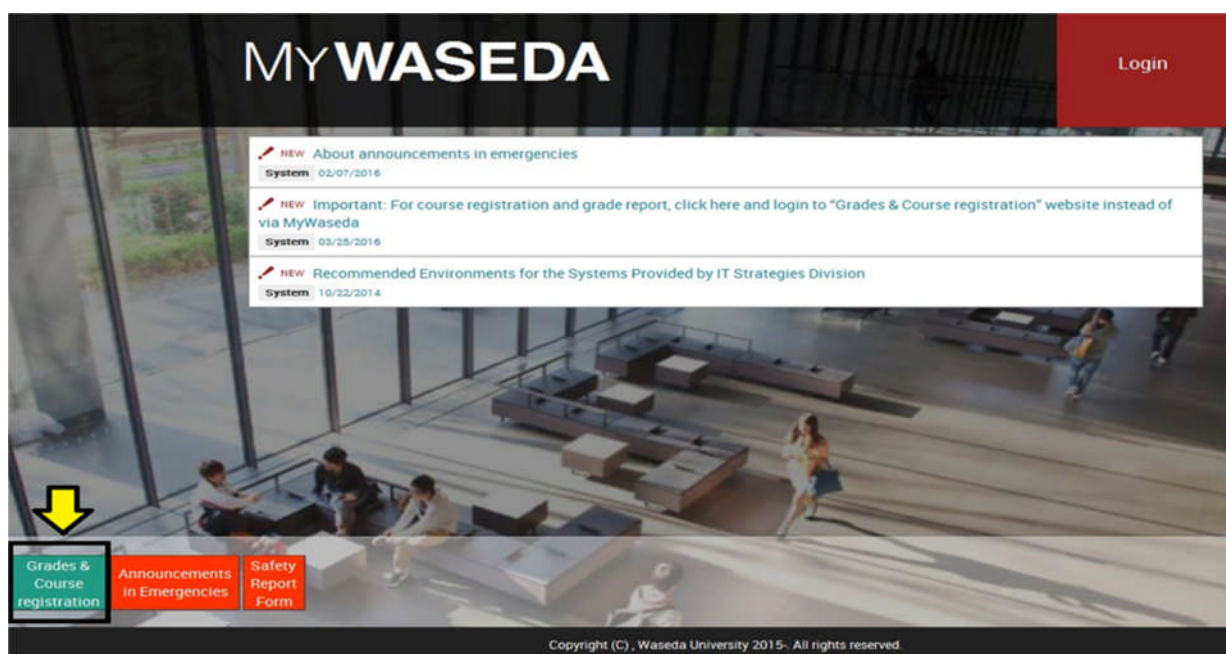 MYWASEDA
Login
NEW About announcements in emergencies
System 02/07/2016
NEW Important: For course registration and grade report, click here and login to "Grades & Course registration" website instead of
via MyWaseda
System 03/25/2016
NEW Recommended Environments for the Systems Provided by IT Strategies Division
System 10/22/2014
Grades &
Course
registration
Announcements
in Emergencies
Safety
Report
Form
Copyright (C) , Waseda University 2015-. All rights reserved.